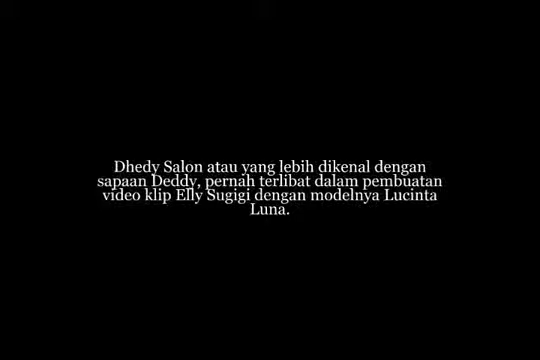 Dhedy Salon atau yang lebih dikenal dengan
sapaan Deddy, pernah terlibat dalam pembuatan
video klip Elly Sugigi dengan modelnya Lucinta
Luna.